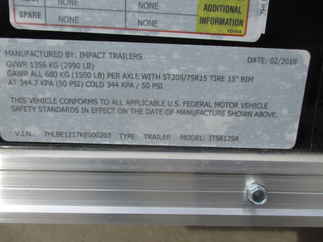 NONE NONE
SPARE NONE NONE
ADDITIONAL
INFORMATION
MANUFACTURED BY: IMPACT TRAILERS DATE: 02/2019
GVWR 1356 KG (2990 LB)
GAWR ALL 680 KG (1500 LB) PER AXLE WITH ST205/75R15 TIRE 15" RIM
AT 344.7 KPA (50 PSI) COLD 344 KPA / 50 PSI
THIS VEHICLE CONFORMS TO ALL APPLICABLE U.S. FEDERAL MOTOR VEHICLE
SAFETY STANDARDS IN EFFECT ON THE DATE OF MANUFACTURE SHOWN ABOVE.
V.I.N. TYPE: TRAILER MODEL: